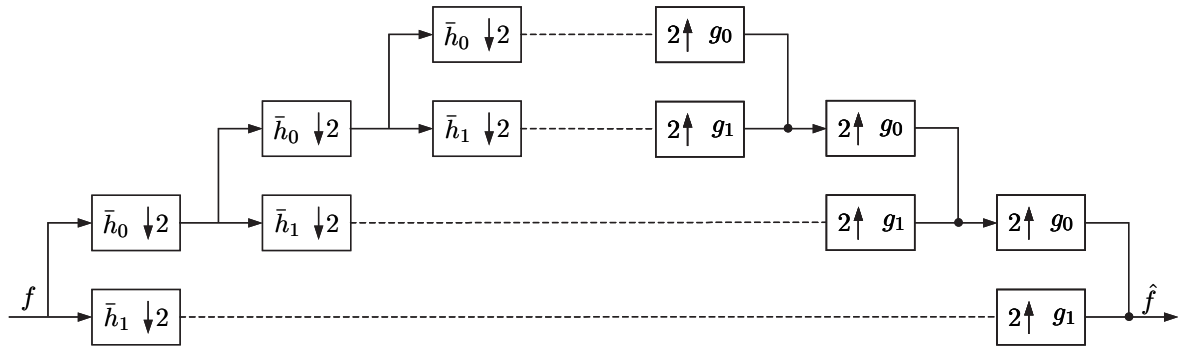 h̄₀ ↓2 2↑ g₀
h̄₀ ↓2 h̄₁ ↓2 2↑ g₁ 2↑ g₀
h̄₀ ↓2 h̄₁ ↓2 2↑ g₁ 2↑ g₀
f h̄₁ ↓2 2↑ g₁ f̂